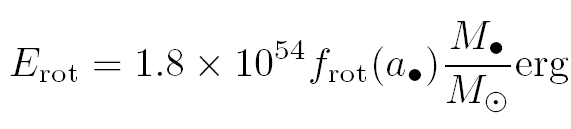 E_rot = 1.8 × 10^54 f_rot(a_•) M_•/M_⊙ erg